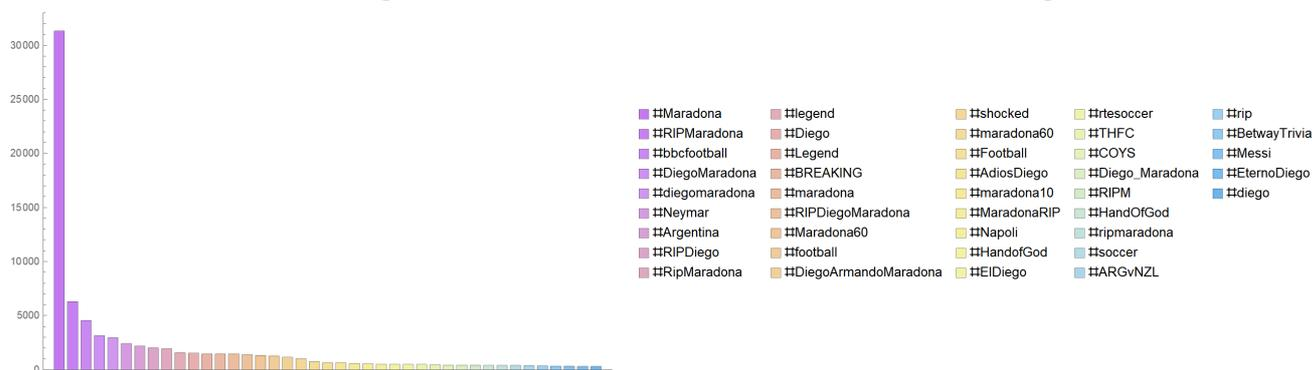 30000
25000
20000
15000
10000
5000
0
#Maradona
#RIPMaradona
#bbcfootball
#DiegoMaradona
#diegomaradona
#Neymar
#Argentina
#RIPDiego
#RipMaradona
#legend
#Diego
#Legend
#BREAKING
#maradona
#RIPDiegoMaradona
#Maradona60
#football
#DiegoArmandoMaradona
#shocked
#maradona60
#Football
#AdiosDiego
#maradona10
#MaradonaRIP
#Napoli
#HandofGod
#ElDiego
#rtesoccer
#THFC
#COYS
#Diego_Maradona
#RIPM
#HandOfGod
#ripmaradona
#soccer
#ARGvNZL
#rip
#BetwayTrivia
#Messi
#EternoDiego
#diego